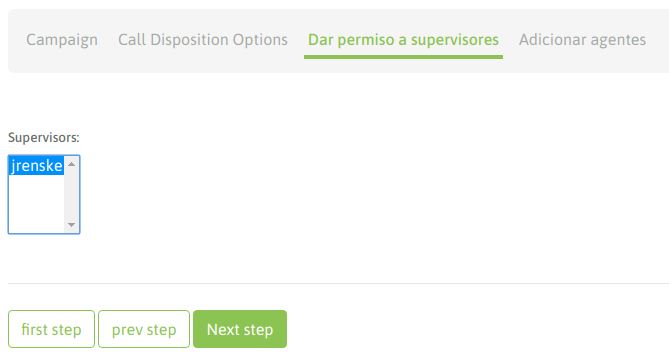 Campaign Call Disposition Options Dar permiso a supervisores Adicionar agentes
Supervisors:
jrenske
first step prev step Next step